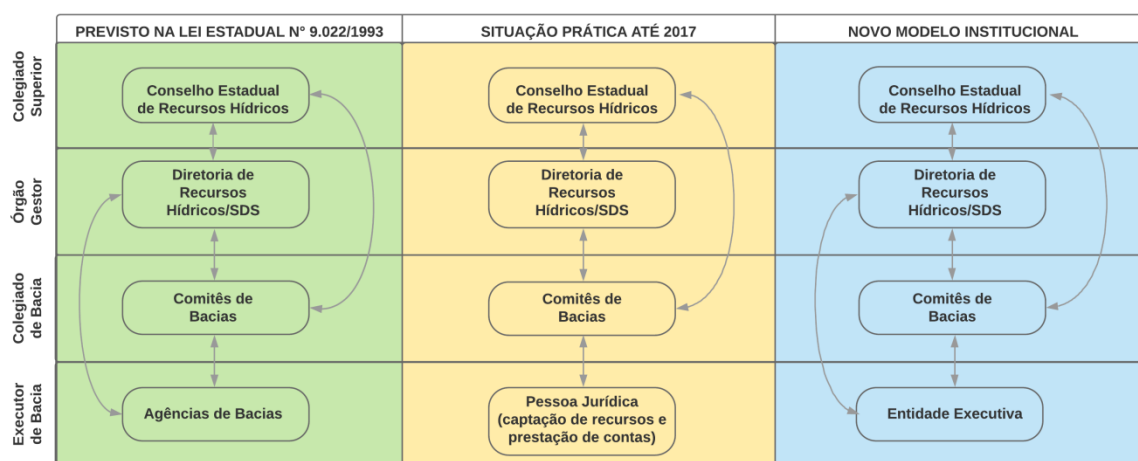 PREVISTO NA LEI ESTADUAL N° 9.022/1993
SITUAÇÃO PRÁTICA ATÉ 2017
NOVO MODELO INSTITUCIONAL
Colegiado
Superior
Conselho Estadual
de Recursos Hídricos
Conselho Estadual
de Recursos Hídricos
Conselho Estadual
de Recursos Hídricos
Órgão
Gestor
Diretoria de
Recursos
Hídricos/SDS
Diretoria de
Recursos
Hídricos/SDS
Diretoria de
Recursos
Hídricos/SDS
Colegiado
de Bacia
Comitês de
Bacias
Comitês de
Bacias
Comitês de
Bacias
Executor
de Bacia
Agências de Bacias
Pessoa Jurídica
(captação de recursos e
prestação de contas)
Entidade Executiva